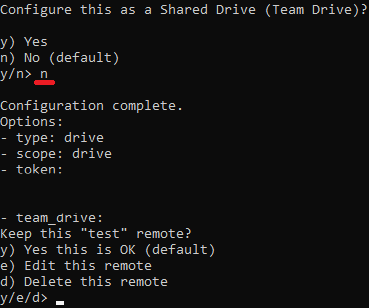 Configure this as a Shared Drive (Team Drive)?
y) Yes
n) No (default)
y/n> n
Configuration complete.
Options:
- type: drive
- scope: drive
- token:
- team_drive:
Keep this "test" remote?
y) Yes this is OK (default)
e) Edit this remote
d) Delete this remote
y/e/d>